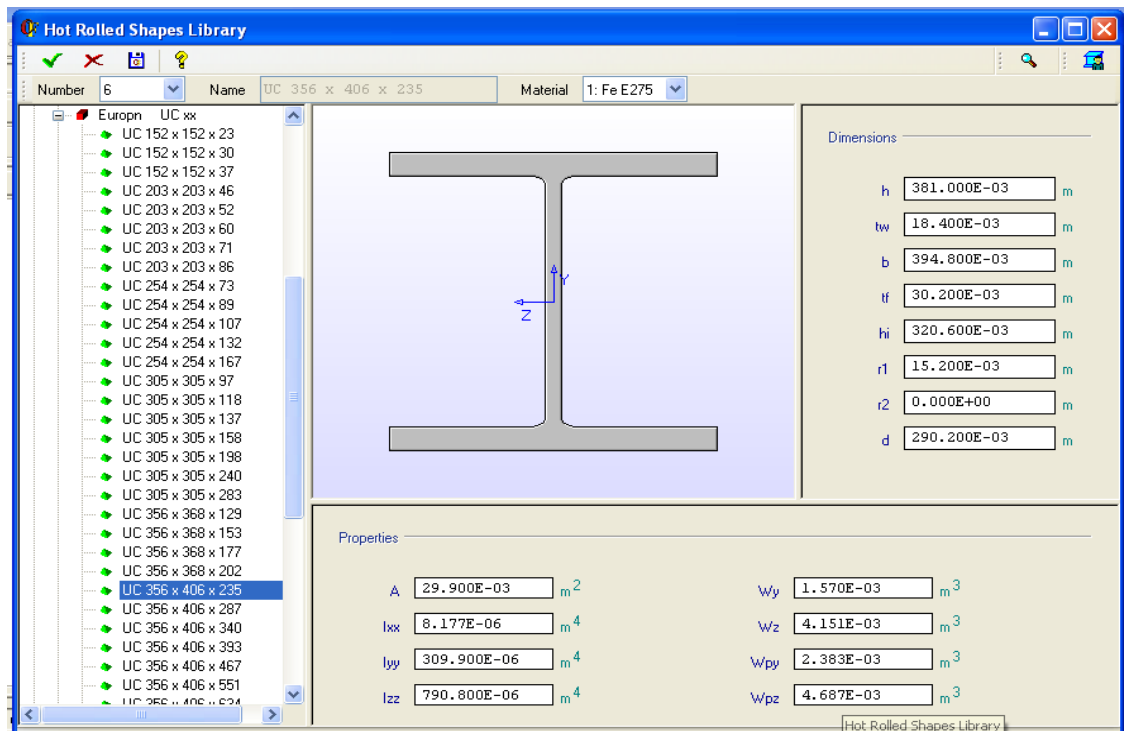 Hot Rolled Shapes Library
Number 6 Name UC 356 x 406 x 235 Material 1: Fe E275
Europn UC xx
UC 152 x 152 x 23
UC 152 x 152 x 30
UC 152 x 152 x 37
UC 203 x 203 x 46
UC 203 x 203 x 52
UC 203 x 203 x 60
UC 203 x 203 x 71
UC 203 x 203 x 86
UC 254 x 254 x 73
UC 254 x 254 x 89
UC 254 x 254 x 107
UC 254 x 254 x 132
UC 254 x 254 x 167
UC 305 x 305 x 97
UC 305 x 305 x 118
UC 305 x 305 x 137
UC 305 x 305 x 158
UC 305 x 305 x 198
UC 305 x 305 x 240
UC 305 x 305 x 283
UC 356 x 368 x 129
UC 356 x 368 x 153
UC 356 x 368 x 177
UC 356 x 368 x 202
UC 356 x 406 x 235
UC 356 x 406 x 287
UC 356 x 406 x 340
UC 356 x 406 x 393
UC 356 x 406 x 467
UC 356 x 406 x 551
UC 356 x 406 x 634
Y
Z
Dimensions
h 381.000E-03 m
tw 18.400E-03 m
b 394.800E-03 m
tf 30.200E-03 m
hi 320.600E-03 m
r1 15.200E-03 m
r2 0.000E+00 m
d 290.200E-03 m
Properties
A 29.900E-03 m2 Wy 1.570E-03 m3
Ixx 8.177E-06 m4 Wz 4.151E-03 m3
Iyy 309.900E-06 m4 Wpy 2.383E-03 m3
Izz 790.800E-06 m4 Wpz 4.687E-03 m3
Hot Rolled Shapes Library